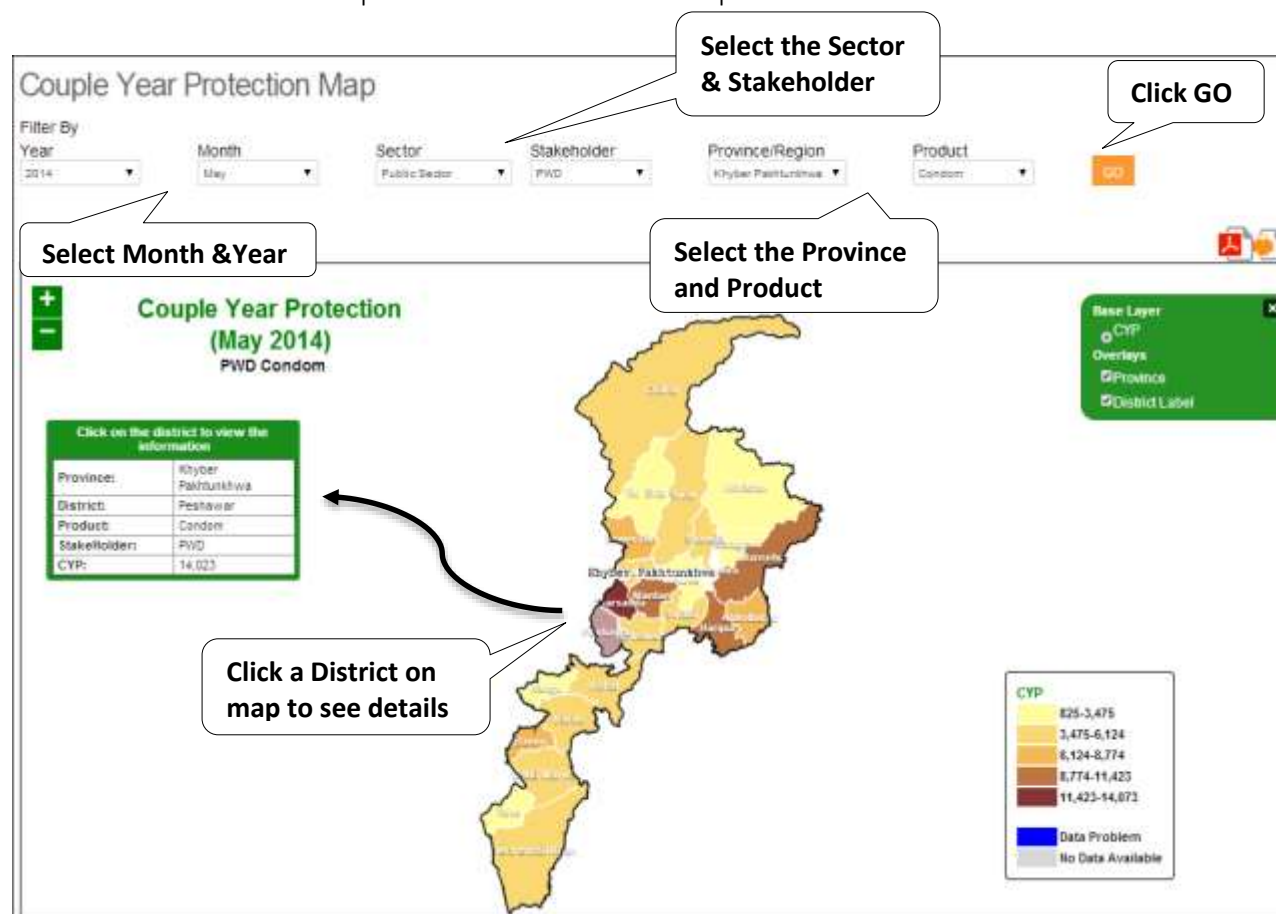 Select the Sector
& Stakeholder
Click GO
Couple Year Protection Map
Filter By
Year
Month
Sector
Stakeholder
Province/Region
Product
2014
May
Public Sector
PWD
Khyber Pakhtunkhwa
Condom
GO
Select Month &Year
Select the Province
and Product
+
−
Couple Year Protection
(May 2014)
PWD Condom
Base Layer
CYP
Overlays
Province
District Label
Click on the district to view the
information
Province:
Khyber
Pakhtunkhwa
District:
Peshawar
Product:
Condom
StakeHolder:
PWD
CYP:
14,023
Khyber Pakhtunkhwa
Mardan
Haripur
Click a District on
map to see details
CYP
825-3,475
3,475-6,124
6,124-8,774
8,774-11,423
11,423-14,073
Data Problem
No Data Available